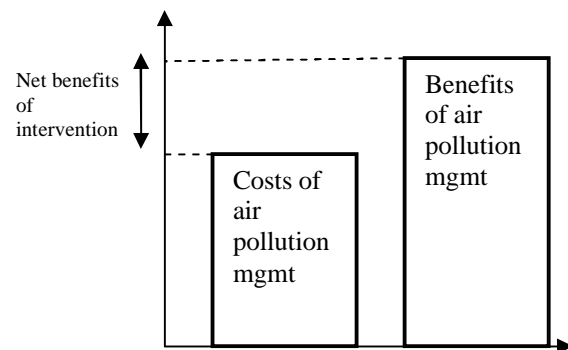 Net benefits
of
intervention
Benefits
of air
pollution
mgmt
Costs of
air
pollution
mgmt